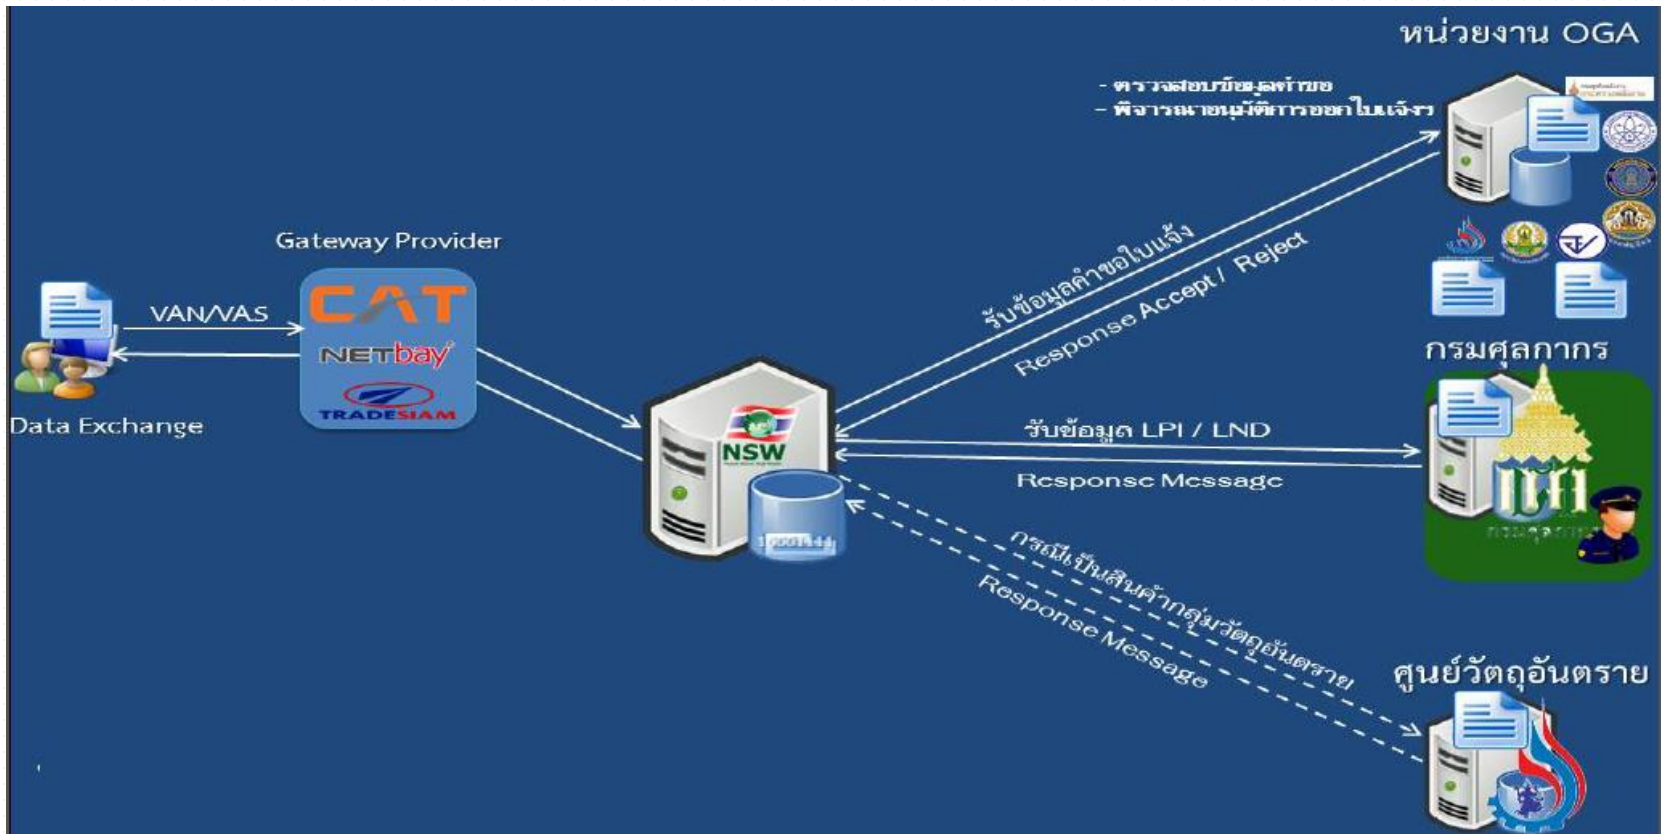 หน่วยงาน OGA
- ตรวจสอบข้อมูลคำขอ
- พิจารณาอนุมัติการออกใบแจ้งฯ
Gateway Provider
CAT
NETbay
TRADESIAM
VAN/VAS
Data Exchange
NSW
รับข้อมูลคำขอใบแจ้ง
Response Accept / Reject
กรมศุลกากร
รับข้อมูล LPI / LND
Response Message
กรณีเป็นสินค้ากลุ่มวัตถุอันตราย
Response Message
ศูนย์วัตถุอันตราย